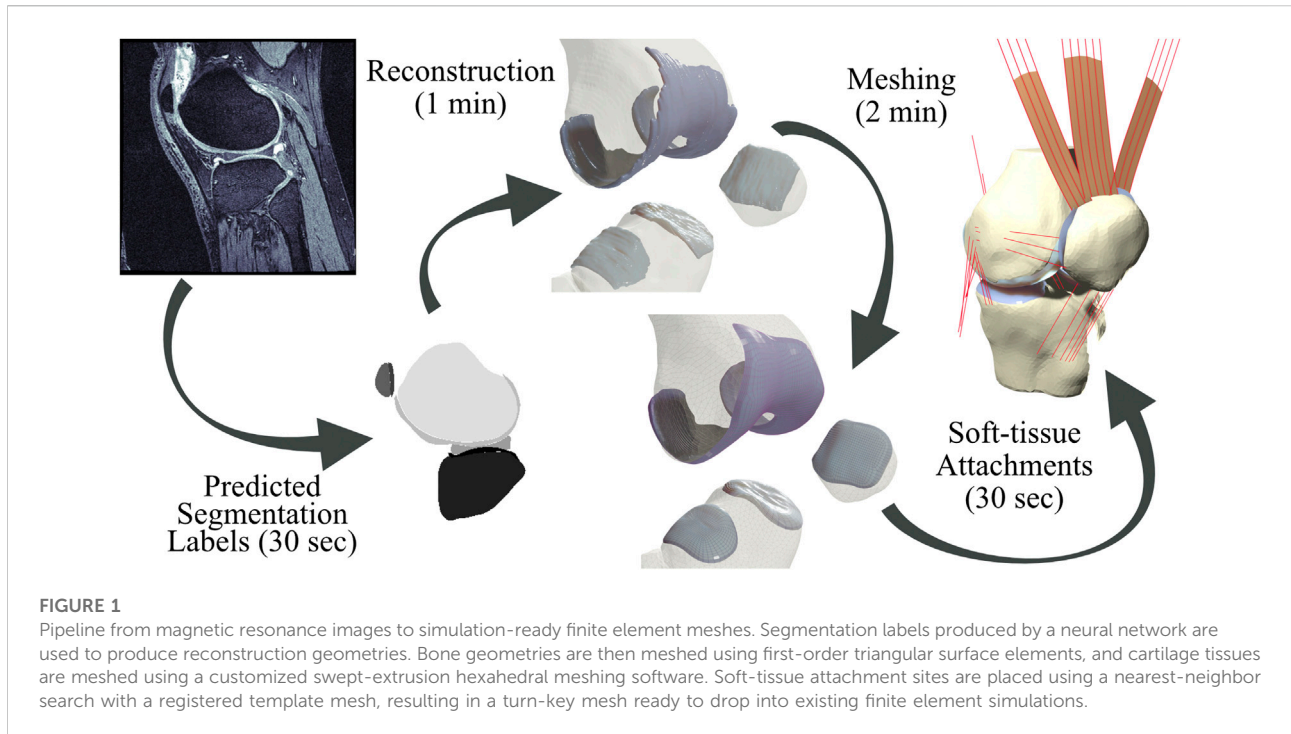 Reconstruction
(1 min)
Meshing
(2 min)
Predicted
Segmentation
Labels (30 sec)
Soft-tissue
Attachments
(30 sec)
FIGURE 1
Pipeline from magnetic resonance images to simulation-ready finite element meshes. Segmentation labels produced by a neural network are
used to produce reconstruction geometries. Bone geometries are then meshed using first-order triangular surface elements, and cartilage tissues
are meshed using a customized swept-extrusion hexahedral meshing software. Soft-tissue attachment sites are placed using a nearest-neighbor
search with a registered template mesh, resulting in a turn-key mesh ready to drop into existing finite element simulations.